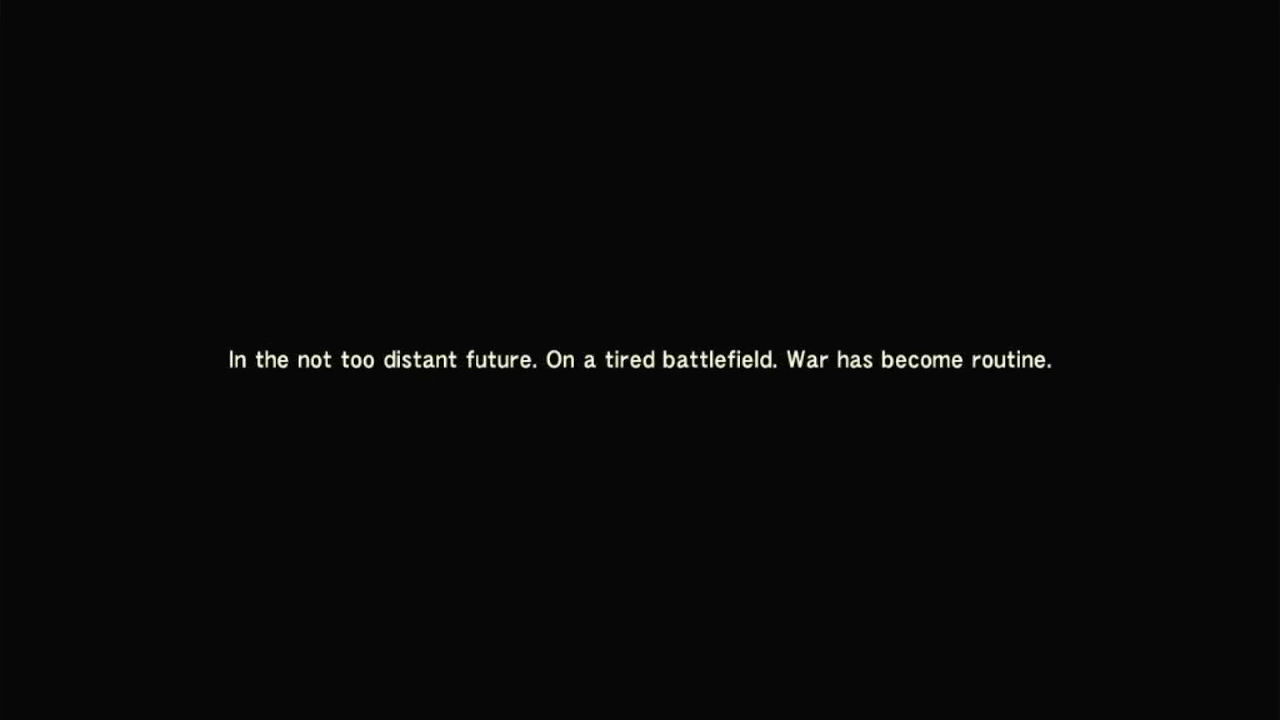 In the not too distant future. On a tired battlefield. War has become routine.